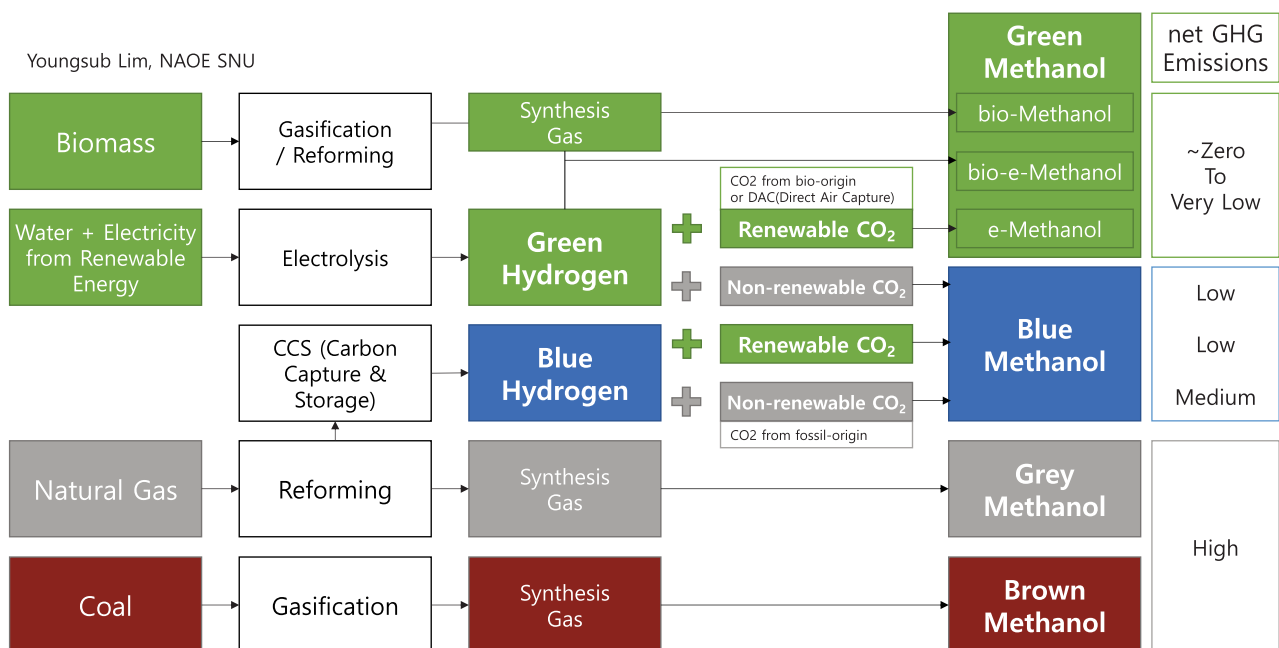 Youngsub Lim, NAOE SNU
Green
Methanol
net GHG
Emissions
Biomass
Gasification
/ Reforming
Synthesis
Gas
bio-Methanol
~Zero
To
Very Low
bio-e-Methanol
CO2 from bio-origin
or DAC(Direct Air Capture)
Water + Electricity
from Renewable
Energy
Electrolysis
Green
Hydrogen
Renewable CO₂
e-Methanol
Non-renewable CO₂
Low
CCS (Carbon
Capture &
Storage)
Blue
Hydrogen
Renewable CO₂
Blue
Methanol
Low
Non-renewable CO₂
Medium
CO2 from fossil-origin
Natural Gas
Reforming
Synthesis
Gas
Grey
Methanol
High
Coal
Gasification
Synthesis
Gas
Brown
Methanol